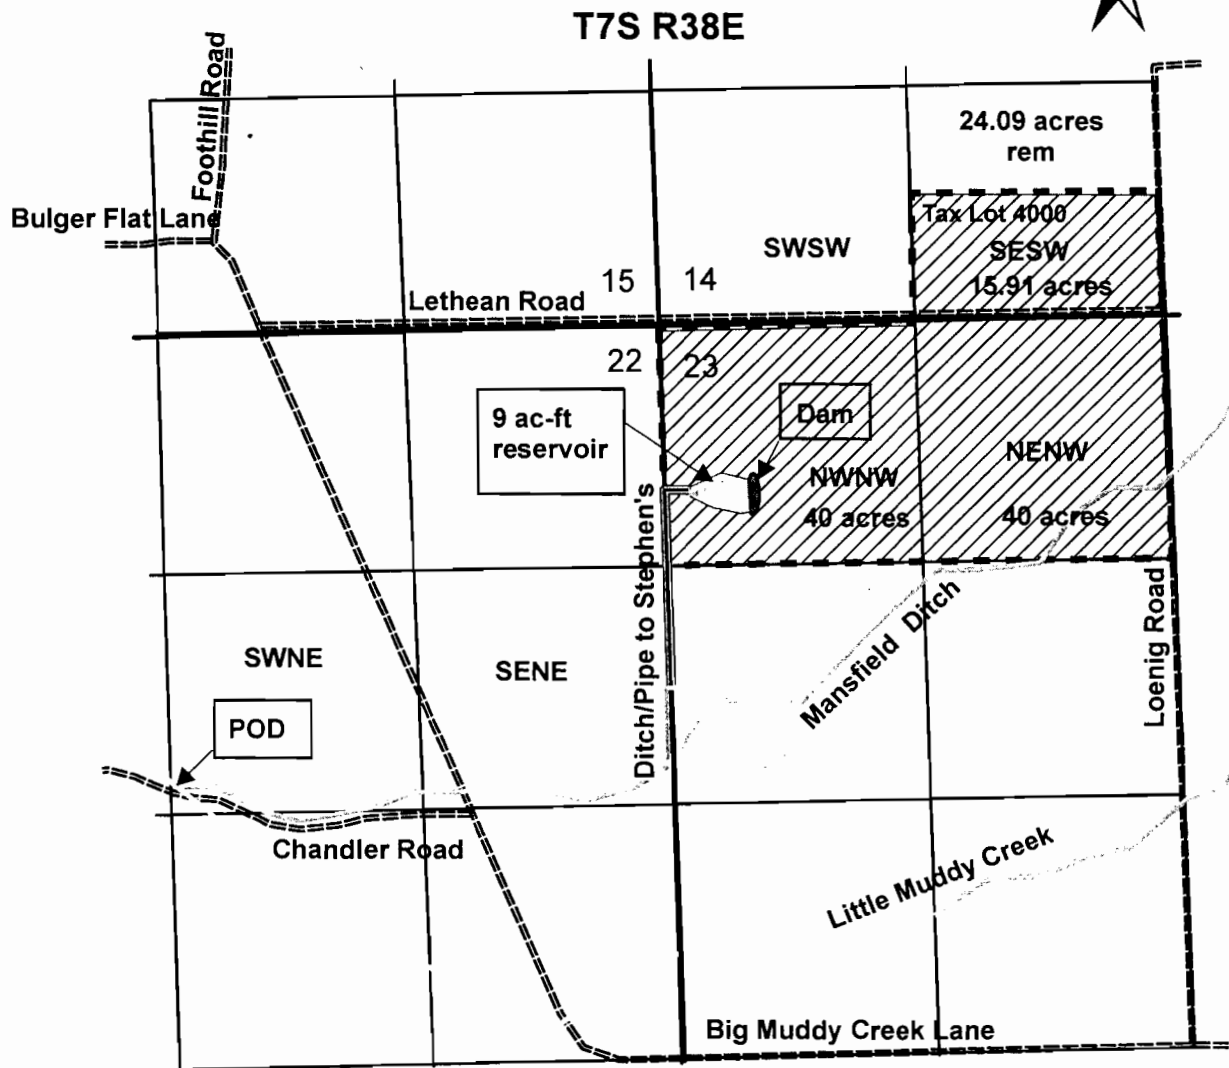 T7S R38E
Foothill Road
24.09 acres
rem
Bulger Flat Lane
Tax Lot 4000
SWSW
SESW
15.91 acres
15
14
Lethean Road
22
23
9 ac-ft
reservoir
Dam
NWNW
40 acres
NENW
40 acres
Ditch/Pipe to Stephen's
Mansfield Ditch
Loenig Road
SWNE
SENE
POD
Chandler Road
Little Muddy Creek
Big Muddy Creek Lane